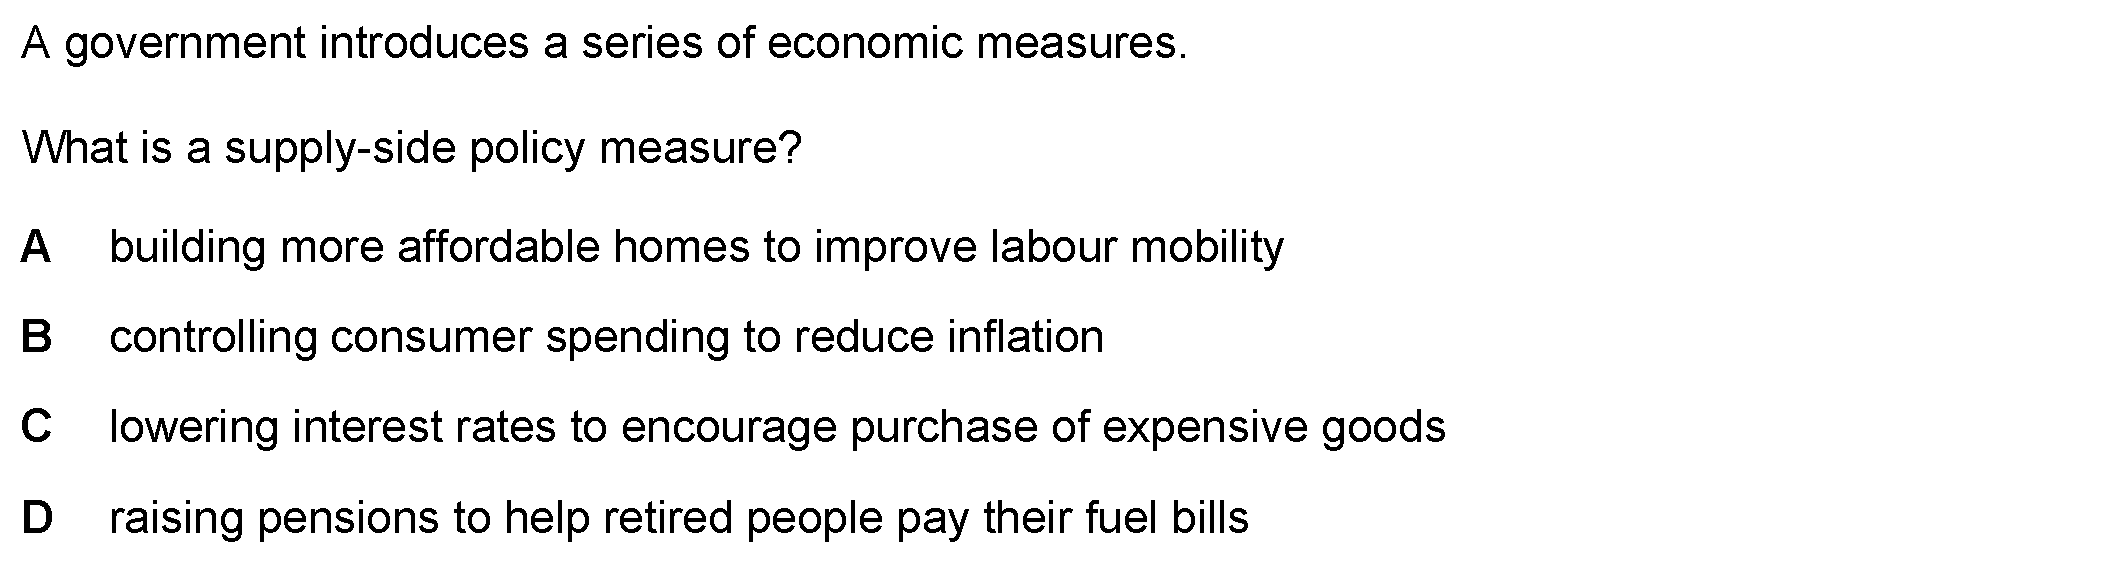 A government introduces a series of economic measures.
What is a supply-side policy measure?
A building more affordable homes to improve labour mobility
B controlling consumer spending to reduce inflation
C lowering interest rates to encourage purchase of expensive goods
D raising pensions to help retired people pay their fuel bills